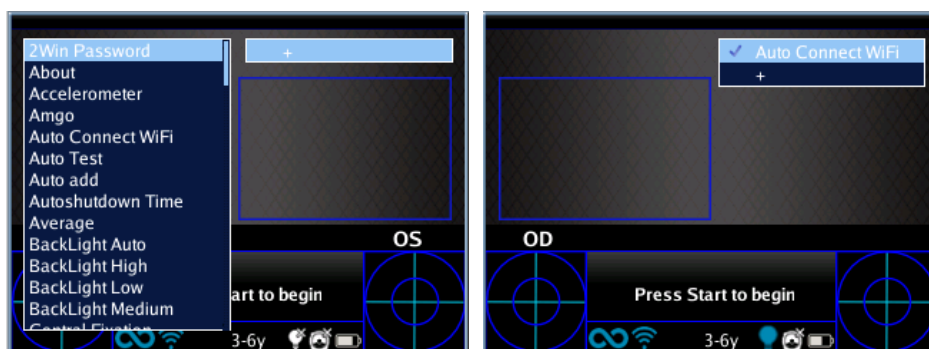 2Win Password
About
Accelerometer
Amgo
Auto Connect WiFi
Auto Test
Auto add
Autoshutdown Time
Average
BackLight Auto
BackLight High
BackLight Low
BackLight Medium
Central Fixation
+
OS
art to begin
3-6y
Auto Connect WiFi
+
OD
Press Start to begin
3-6y